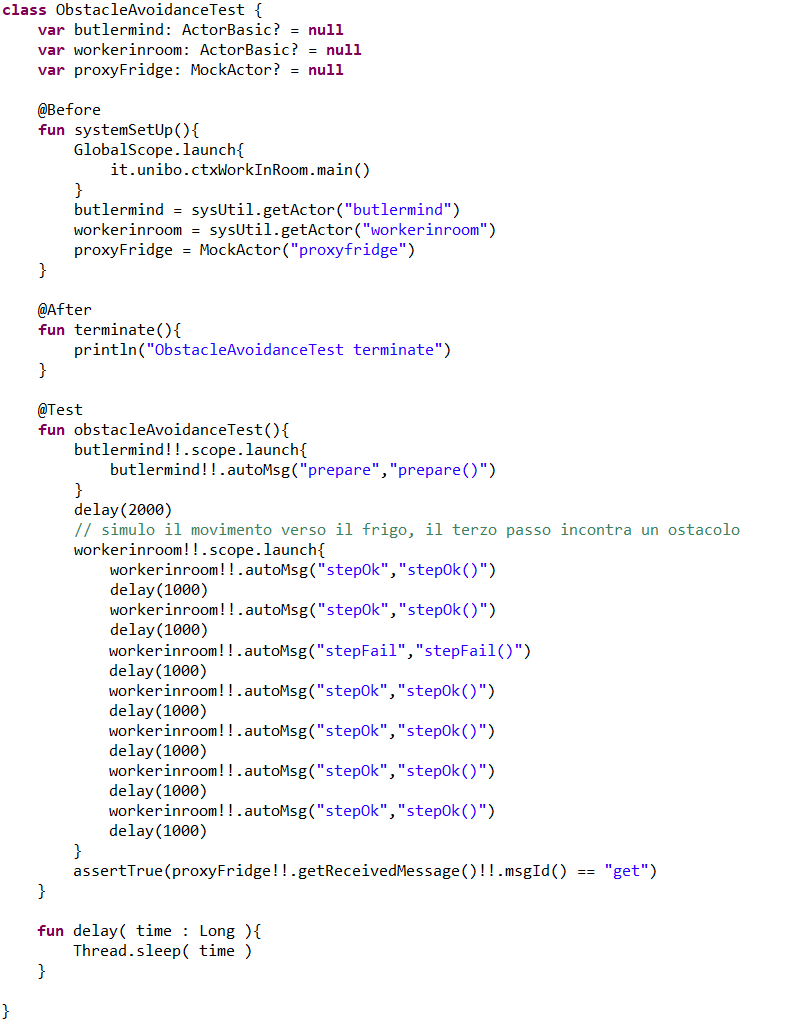 class ObstacleAvoidanceTest {
    var butlermind: ActorBasic? = null
    var workerinroom: ActorBasic? = null
    var proxyFridge: MockActor? = null

    @Before
    fun systemSetUp(){
        GlobalScope.launch{
            it.unibo.ctxWorkInRoom.main()
        }
        butlermind = sysUtil.getActor("butlermind")
        workerinroom = sysUtil.getActor("workerinroom")
        proxyFridge = MockActor("proxyfridge")
    }

    @After
    fun terminate(){
        println("ObstacleAvoidanceTest terminate")
    }

    @Test
    fun obstacleAvoidanceTest(){
        butlermind!!.scope.launch{
            butlermind!!.autoMsg("prepare","prepare()")
        }
        delay(2000)
        // simulo il movimento verso il frigo, il terzo passo incontra un ostacolo
        workerinroom!!.scope.launch{
            workerinroom!!.autoMsg("stepOk","stepOk()")
            delay(1000)
            workerinroom!!.autoMsg("stepOk","stepOk()")
            delay(1000)
            workerinroom!!.autoMsg("stepFail","stepFail()")
            delay(1000)
            workerinroom!!.autoMsg("stepOk","stepOk()")
            delay(1000)
            workerinroom!!.autoMsg("stepOk","stepOk()")
            delay(1000)
            workerinroom!!.autoMsg("stepOk","stepOk()")
            delay(1000)
            workerinroom!!.autoMsg("stepOk","stepOk()")
            delay(1000)
        }
        assertTrue(proxyFridge!!.getReceivedMessage()!!.msgId() == "get")
    }

    fun delay( time : Long ){
        Thread.sleep( time )
    }

}